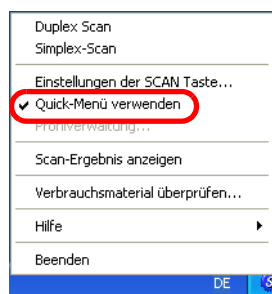 Duplex Scan
Simplex-Scan
Einstellungen der SCAN Taste...
Quick-Menü verwenden
Profilverwaltung...
Scan-Ergebnis anzeigen
Verbrauchsmaterial überprüfen...
Hilfe
Beenden
DE